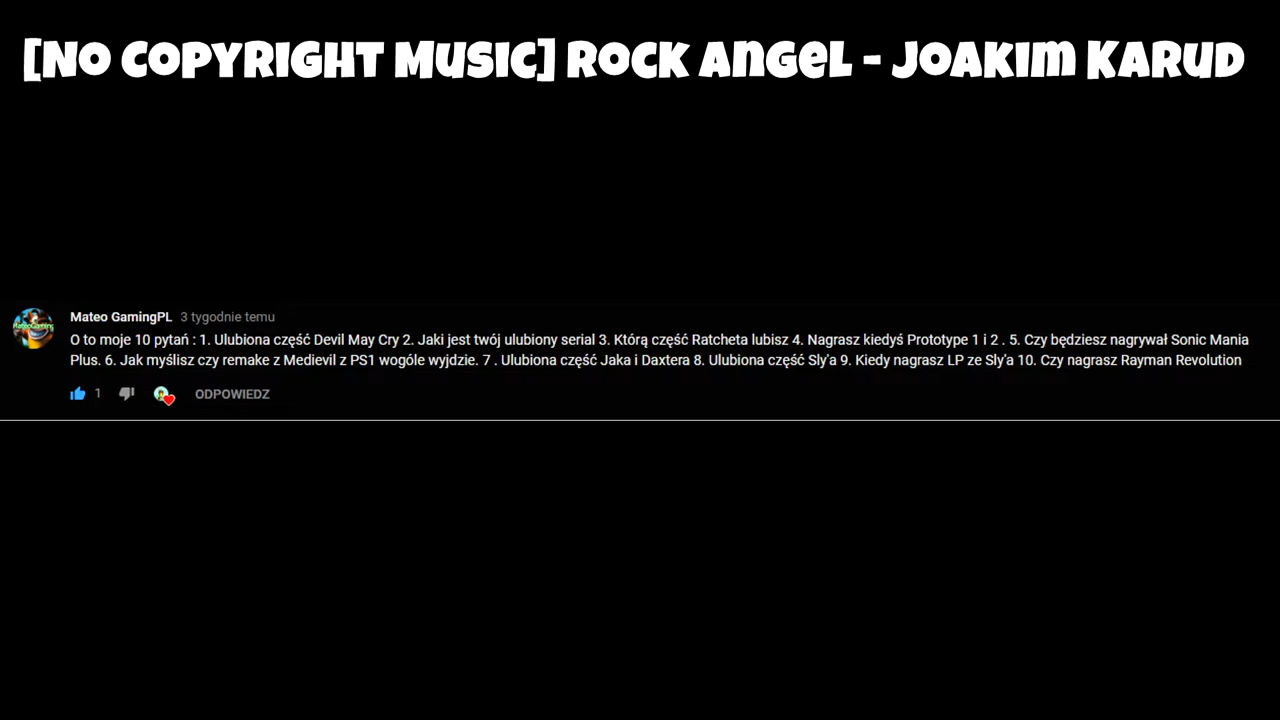 [No Copyright Music] Rock Angel - Joakim Karud
Mateo GamingPL 3 tygodnie temu
O to moje 10 pytań : 1. Ulubiona część Devil May Cry 2. Jaki jest twój ulubiony serial 3. Którą część Ratcheta lubisz 4. Nagrasz kiedyś Prototype 1 i 2 . 5. Czy będziesz nagrywał Sonic Mania
Plus. 6. Jak myślisz czy remake z Medievil z PS1 wogóle wyjdzie. 7 . Ulubiona część Jaka i Daxtera 8. Ulubiona część Sly'a 9. Kiedy nagrasz LP ze Sly'a 10. Czy nagrasz Rayman Revolution
1 ODPOWIEDZ